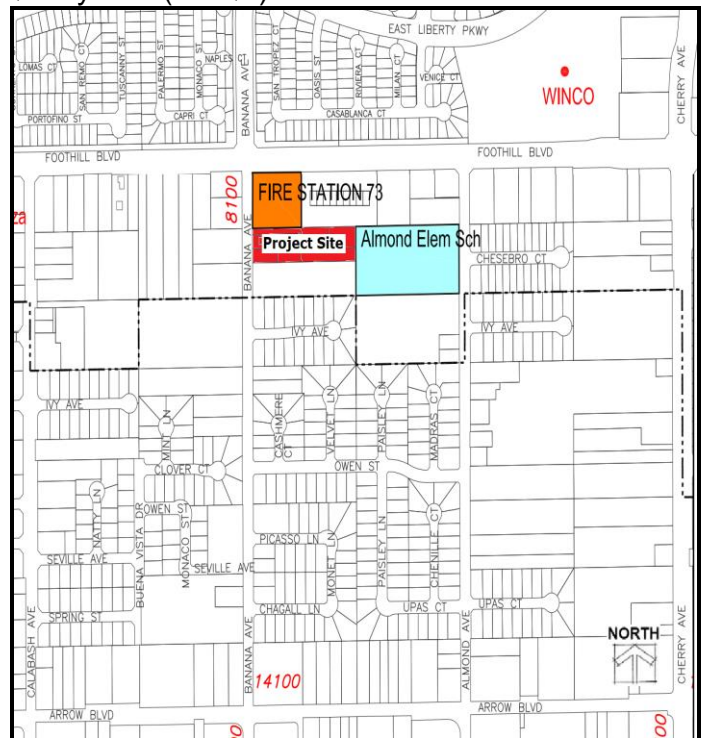 EAST LIBERTY PKWY
LOMAS CT
SAN REMO CT
TUSCANNY ST
PALERMO ST
MONACO ST
NAPLES CT
BANANA AVE
SAN TROPEZ CT
OASIS ST
RIVIERA CT
MILAN CT
VENICE CT
WINCO
CHERRY AVE
PORTOFINO ST
CAPRI CT
CASABLANCA CT
FOOTHILL BLVD
FOOTHILL BLVD
8100
FIRE STATION 73
za
Project Site
Almond Elem Sch
BANANA AVE
CHESEBRO CT
IVY AVE
IVY AVE
IVY AVE
MINT LN
CASHMERE CT
VELVET LN
PAISLEY LN
MADRAS CT
CLOVER CT
OWEN ST
NATTY LN
OWEN ST
BUENA VISTA DR
MONACO ST
PICASSO LN
MONET LN
PAISLEY LN
CHENILLE CT
SEVILLE AVE
SEVILLE AVE
SPRING ST
CHAGALL LN
UPAS CT
UPAS CT
CALABASH AVE
BANANA AVE
ALMOND AVE
CHERRY AVE
NORTH
14100
ARROW BLVD
ARROW BLVD
00
00